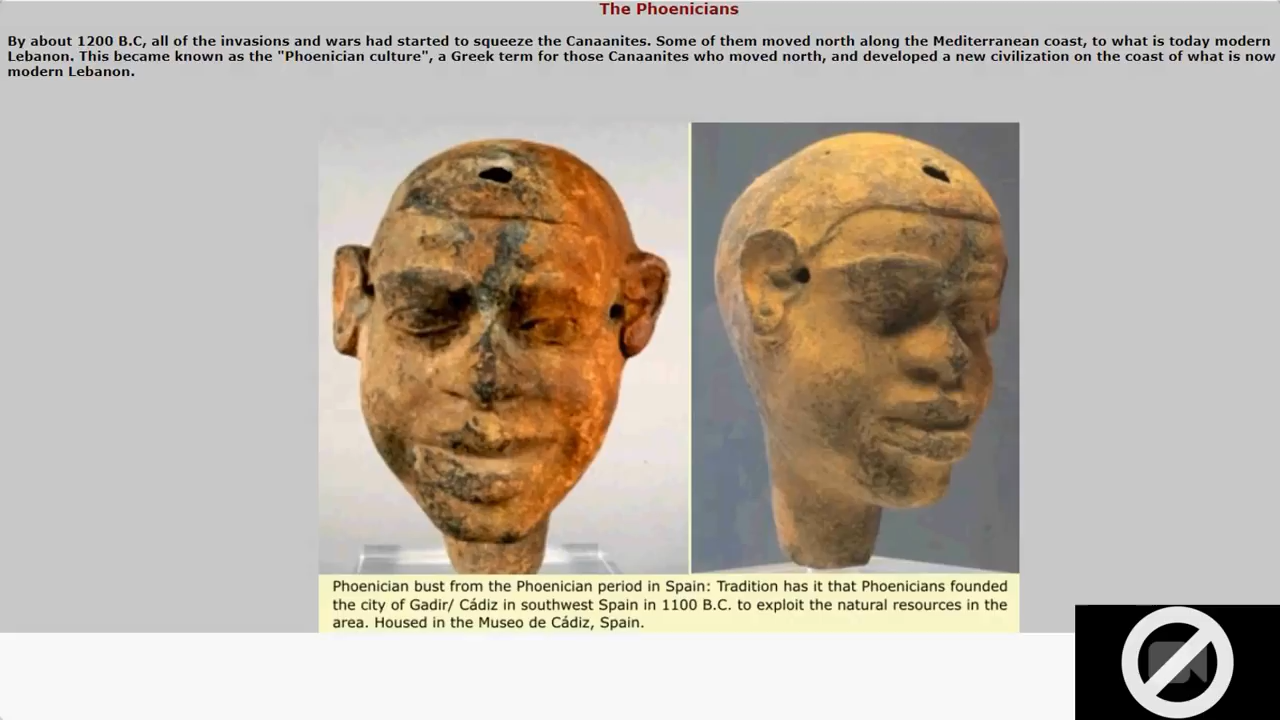 The Phoenicians
By about 1200 B.C, all of the invasions and wars had started to squeeze the Canaanites. Some of them moved north along the Mediterranean coast, to what is today modern
Lebanon. This became known as the "Phoenician culture", a Greek term for those Canaanites who moved north, and developed a new civilization on the coast of what is now
modern Lebanon.
Phoenician bust from the Phoenician period in Spain: Tradition has it that Phoenicians founded
the city of Gadir/ Cádiz in southwest Spain in 1100 B.C. to exploit the natural resources in the
area. Housed in the Museo de Cádiz, Spain.